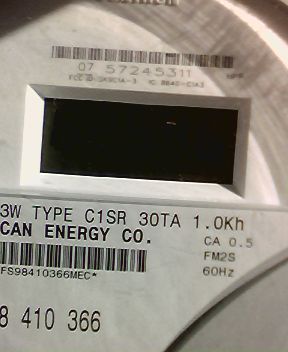 07 57245311
3W TYPE C1SR 30TA 1.0Kh
CAN ENERGY CO.
CA 0.5
FM2S
60Hz
FS98410366MEC*
8 410 366